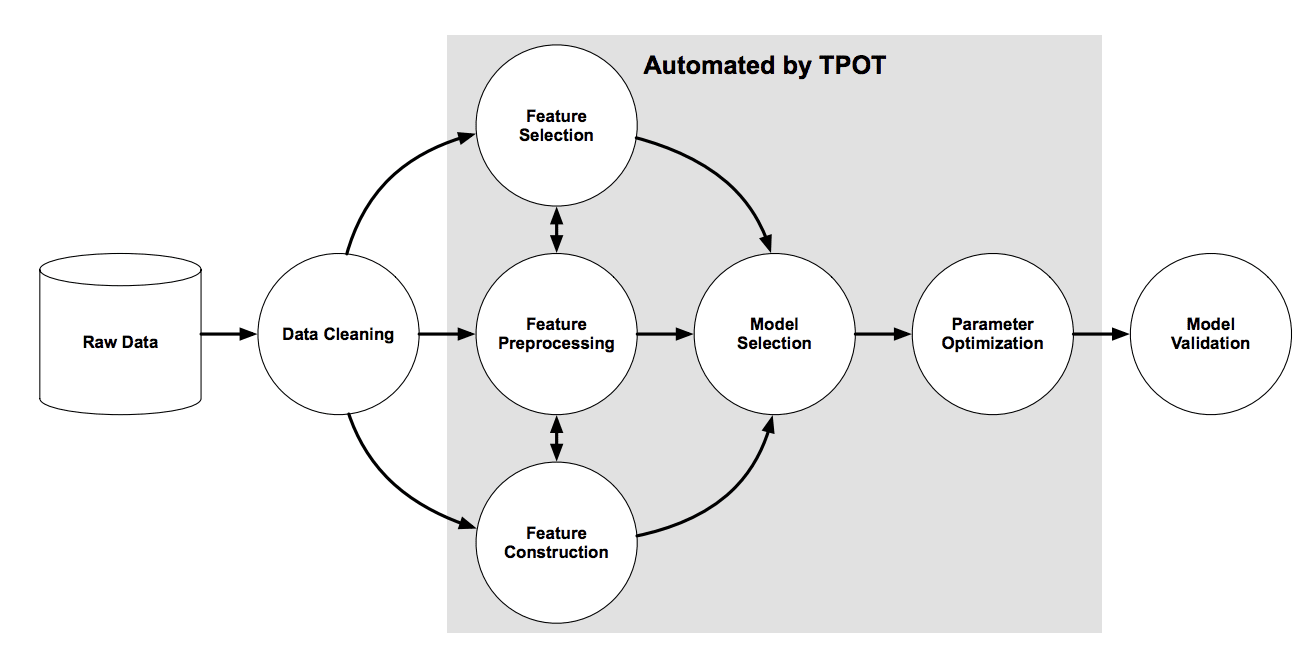 Automated by TPOT
Feature
Selection
Raw Data
Data Cleaning
Feature
Preprocessing
Model
Selection
Parameter
Optimization
Model
Validation
Feature
Construction